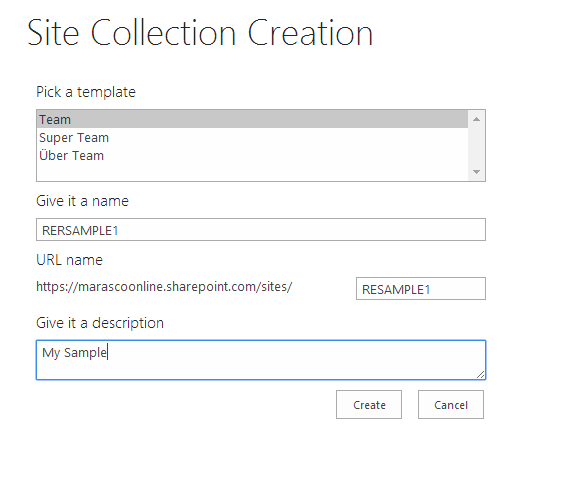 Site Collection Creation
Pick a template
Team
Super Team
Über Team
Give it a name
RERSAMPLE1
URL name
https://marascoonline.sharepoint.com/sites/ RESAMPLE1
Give it a description
My Sample
Create Cancel